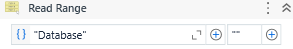 Read Range
{ } "Database" ""